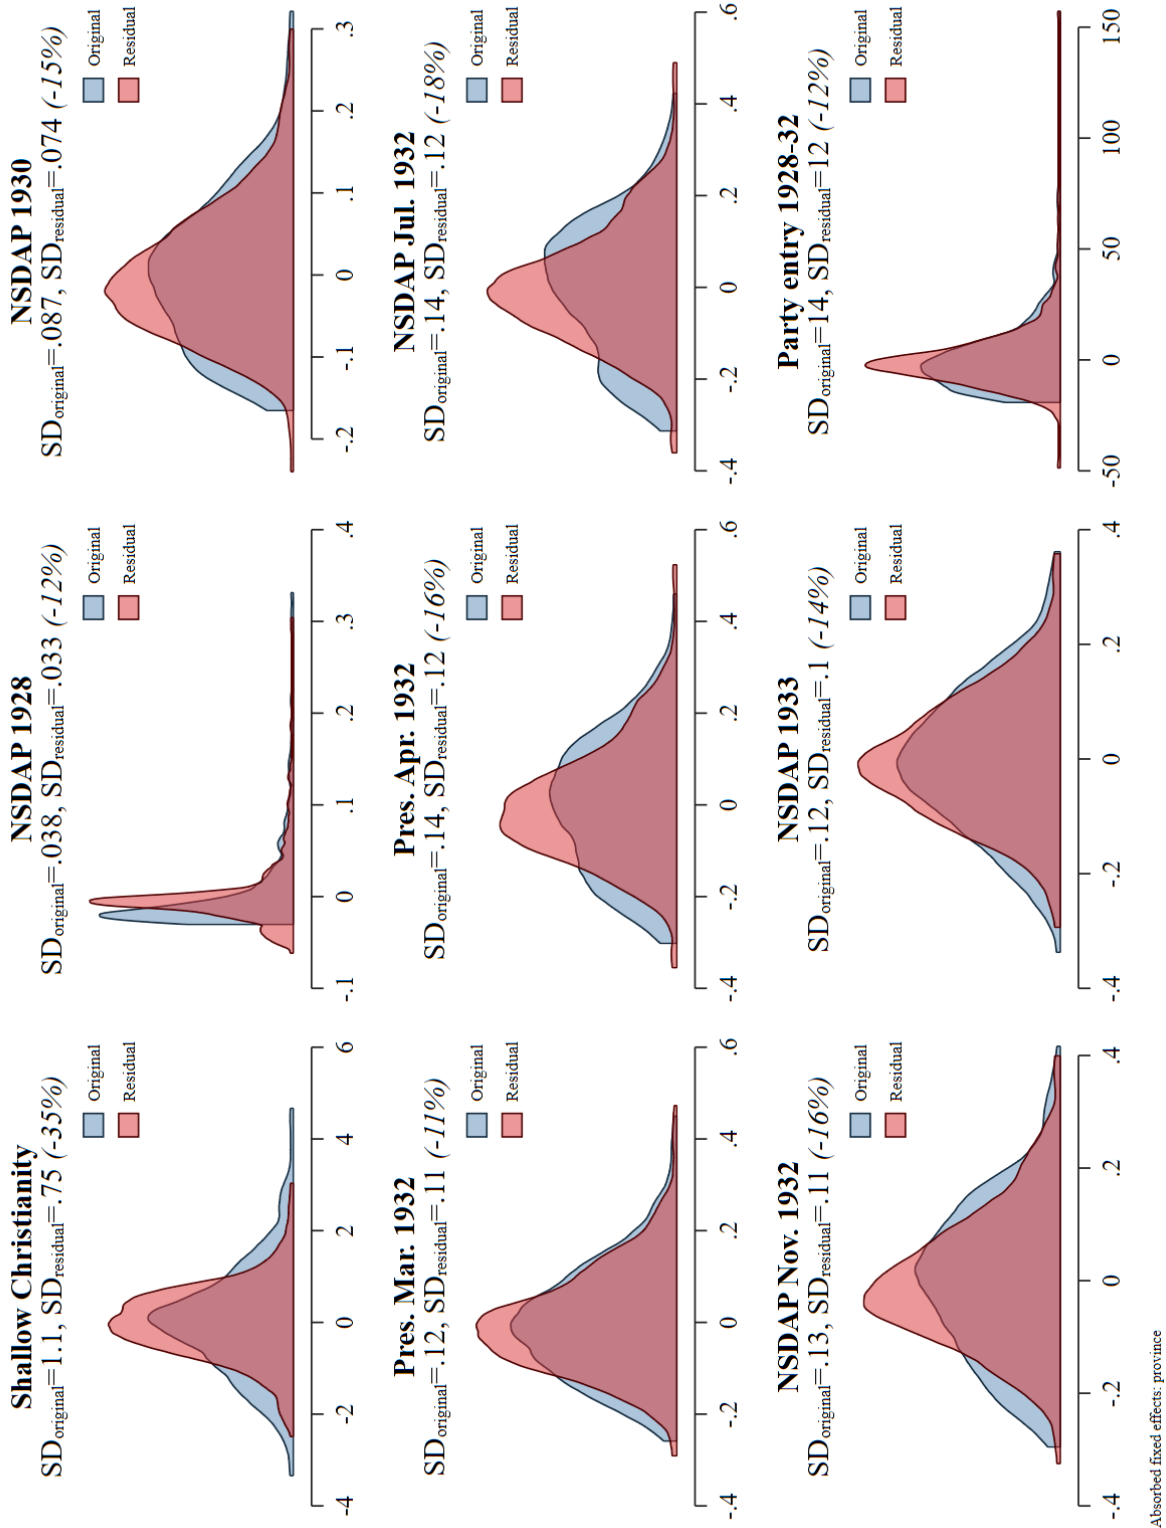 Shallow Christianity
SDoriginal=1.1, SDresidual=.75 (-35%)
Original
Residual
-4 -2 0 2 4 6
NSDAP 1928
SDoriginal=.038, SDresidual=.033 (-12%)
Original
Residual
-.1 0 .1 .2 .3 .4
NSDAP 1930
SDoriginal=.087, SDresidual=.074 (-15%)
Original
Residual
-.2 -.1 0 .1 .2 .3
Pres. Mar. 1932
SDoriginal=.12, SDresidual=.11 (-11%)
Original
Residual
-.4 -.2 0 .2 .4 .6
Pres. Apr. 1932
SDoriginal=.14, SDresidual=.12 (-16%)
Original
Residual
-.4 -.2 0 .2 .4 .6
NSDAP Jul. 1932
SDoriginal=.14, SDresidual=.12 (-18%)
Original
Residual
-.4 -.2 0 .2 .4 .6
NSDAP Nov. 1932
SDoriginal=.13, SDresidual=.11 (-16%)
Original
Residual
-.4 -.2 0 .2 .4
NSDAP 1933
SDoriginal=.12, SDresidual=.1 (-14%)
Original
Residual
-.4 -.2 0 .2 .4
Party entry 1928-32
SDoriginal=14, SDresidual=12 (-12%)
Original
Residual
-50 0 50 100 150
Absorbed fixed effects: province